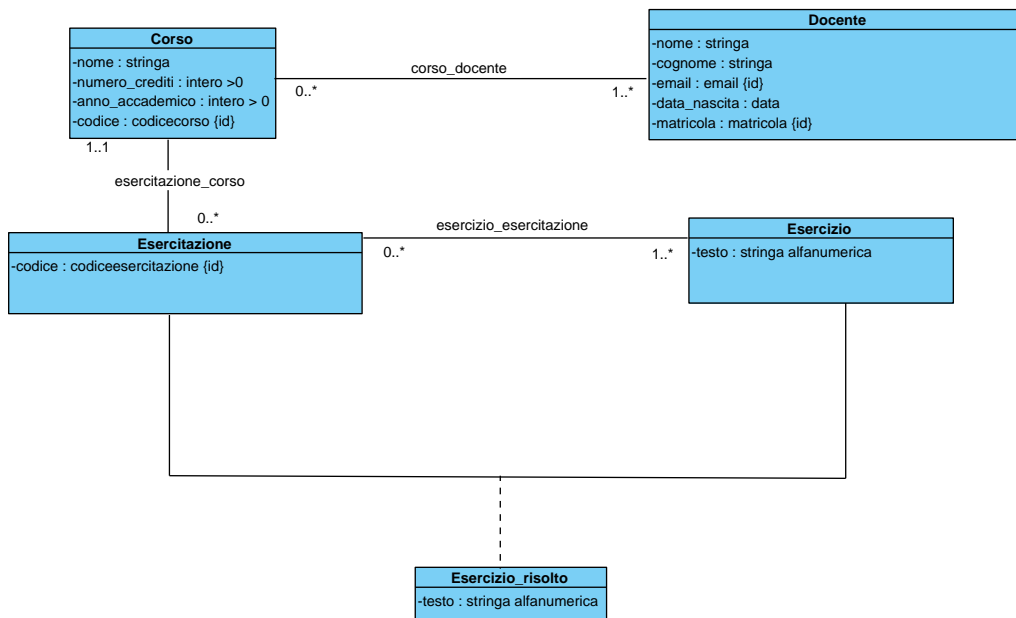 Corso
-nome : stringa
-numero_crediti : intero >0
-anno_accademico : intero > 0
-codice : codicecorso {id}
corso_docente
0..*
1..*
Docente
-nome : stringa
-cognome : stringa
-email : email {id}
-data_nascita : data
-matricola : matricola {id}
1..1
esercitazione_corso
0..*
Esercitazione
-codice : codiceesercitazione {id}
esercizio_esercitazione
0..*
1..*
Esercizio
-testo : stringa alfanumerica
Esercizio_risolto
-testo : stringa alfanumerica